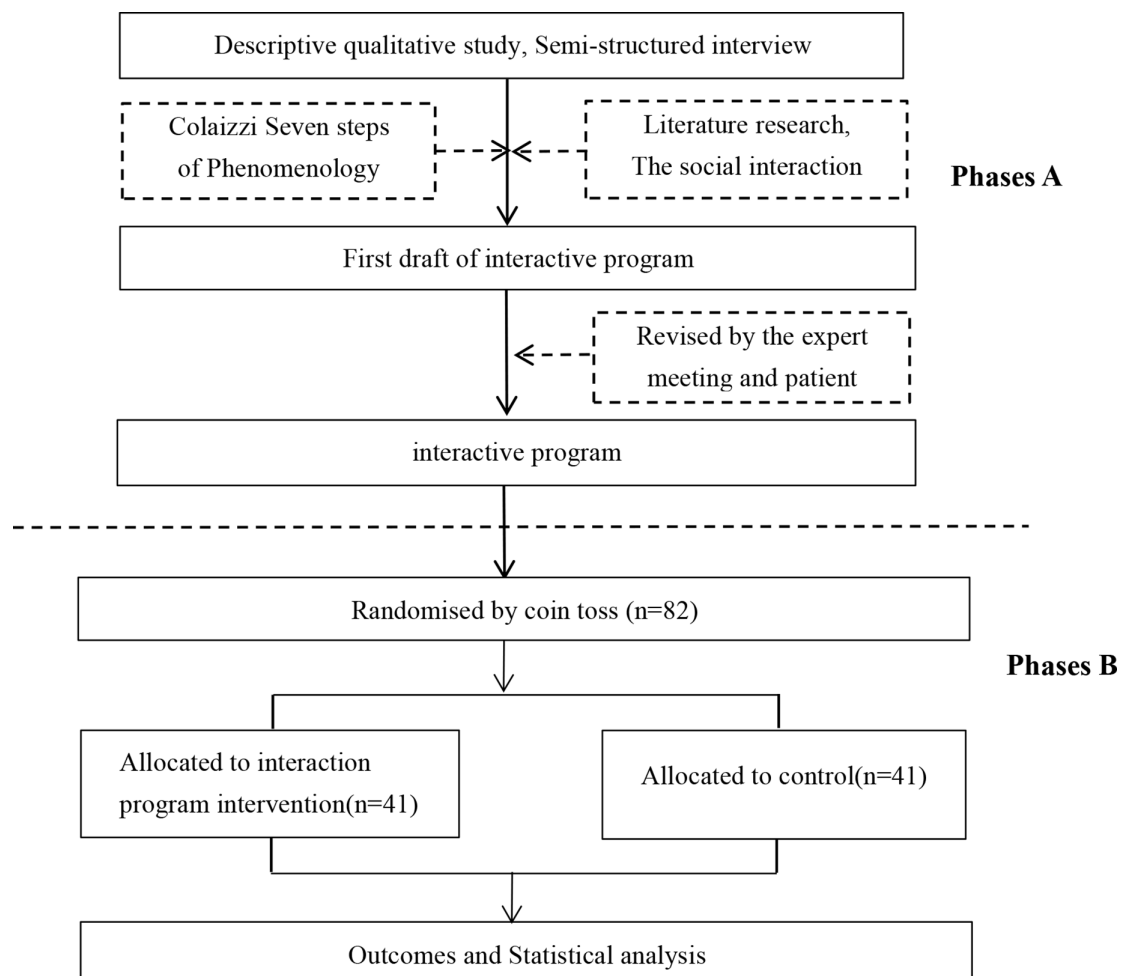 Descriptive qualitative study, Semi-structured interview
Colaizzi Seven steps
of Phenomenology
Literature research,
The social interaction
Phases A
First draft of interactive program
Revised by the expert
meeting and patient
interactive program
Randomised by coin toss (n=82)
Phases B
Allocated to interaction
program intervention(n=41)
Allocated to control(n=41)
Outcomes and Statistical analysis